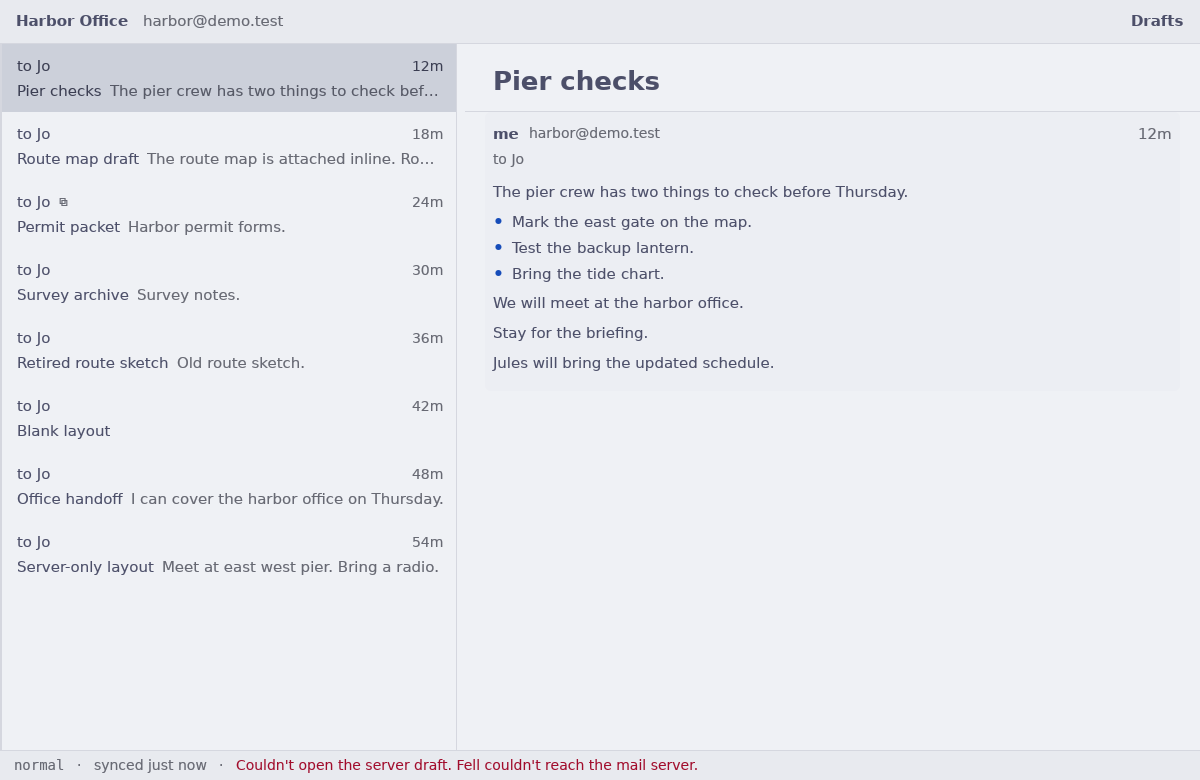 Harbor Office harbor@demo.test Drafts
to Jo 12m
Pier checks The pier crew has two things to check bef…
to Jo 18m
Route map draft The route map is attached inline. Ro…
to Jo 24m
Permit packet Harbor permit forms.
to Jo 30m
Survey archive Survey notes.
to Jo 36m
Retired route sketch Old route sketch.
to Jo 42m
Blank layout
to Jo 48m
Office handoff I can cover the harbor office on Thursday.
to Jo 54m
Server-only layout Meet at east west pier. Bring a radio.
Pier checks
me harbor@demo.test 12m
to Jo
The pier crew has two things to check before Thursday.
• Mark the east gate on the map.
• Test the backup lantern.
• Bring the tide chart.
We will meet at the harbor office.
Stay for the briefing.
Jules will bring the updated schedule.
normal · synced just now · Couldn't open the server draft. Fell couldn't reach the mail server.